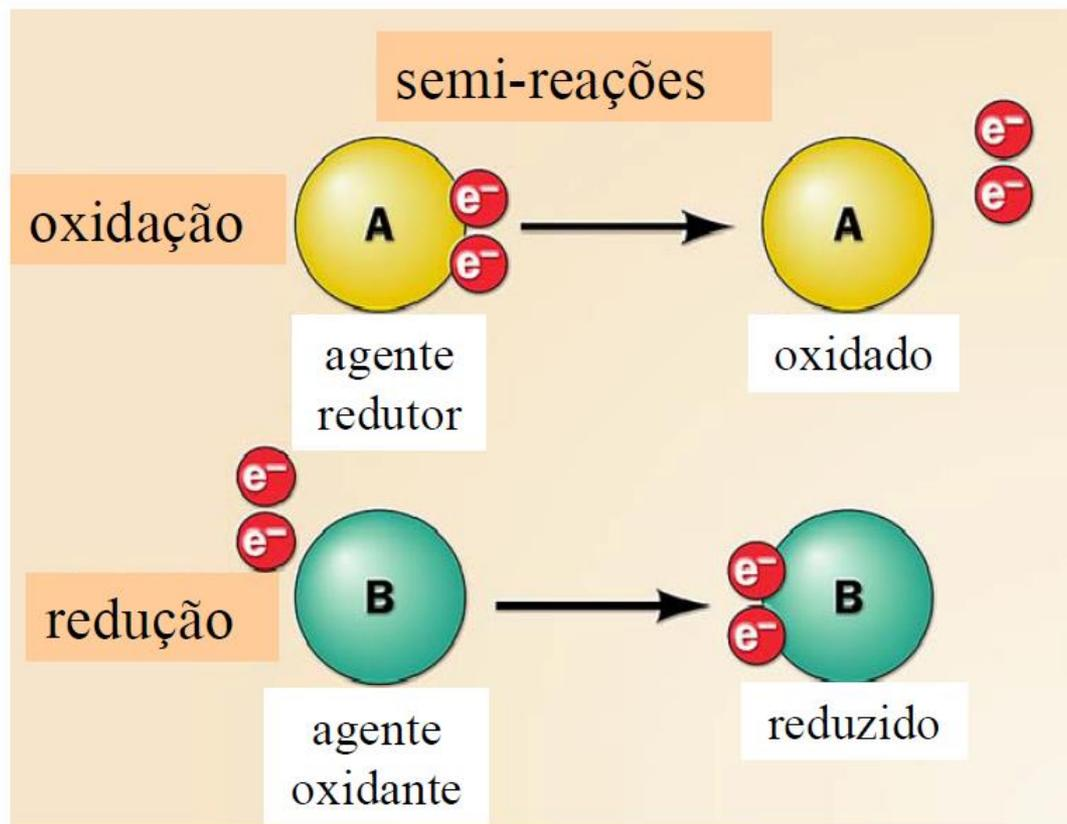 semi-reações
oxidação
A
e⁻
e⁻
A
e⁻
e⁻
agente
redutor
oxidado
e⁻
e⁻
redução
B
e⁻
e⁻
B
agente
oxidante
reduzido